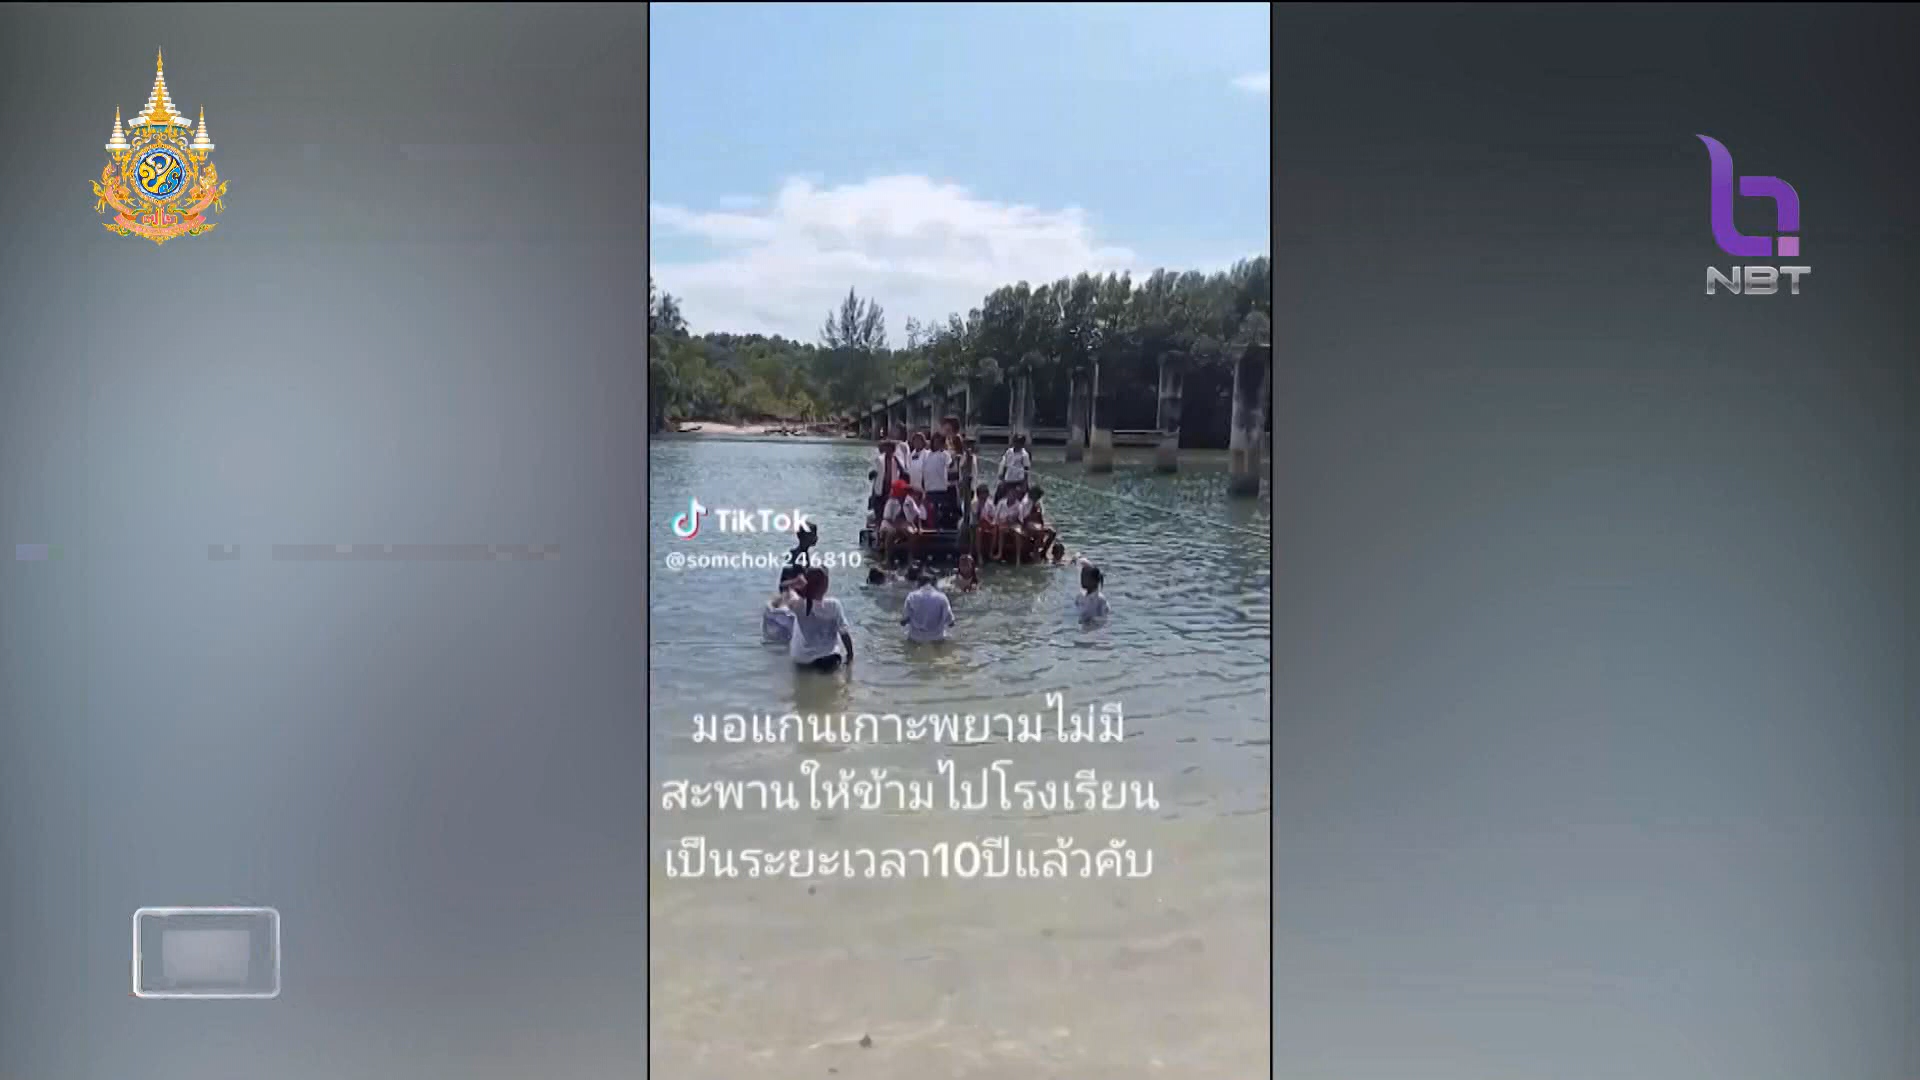 NBT
TikTok
@somchok246810
มอแกนเกาะพยามไม่มี
สะพานให้ข้ามไปโรงเรียน
เป็นระยะเวลา10ปีแล้วคับ